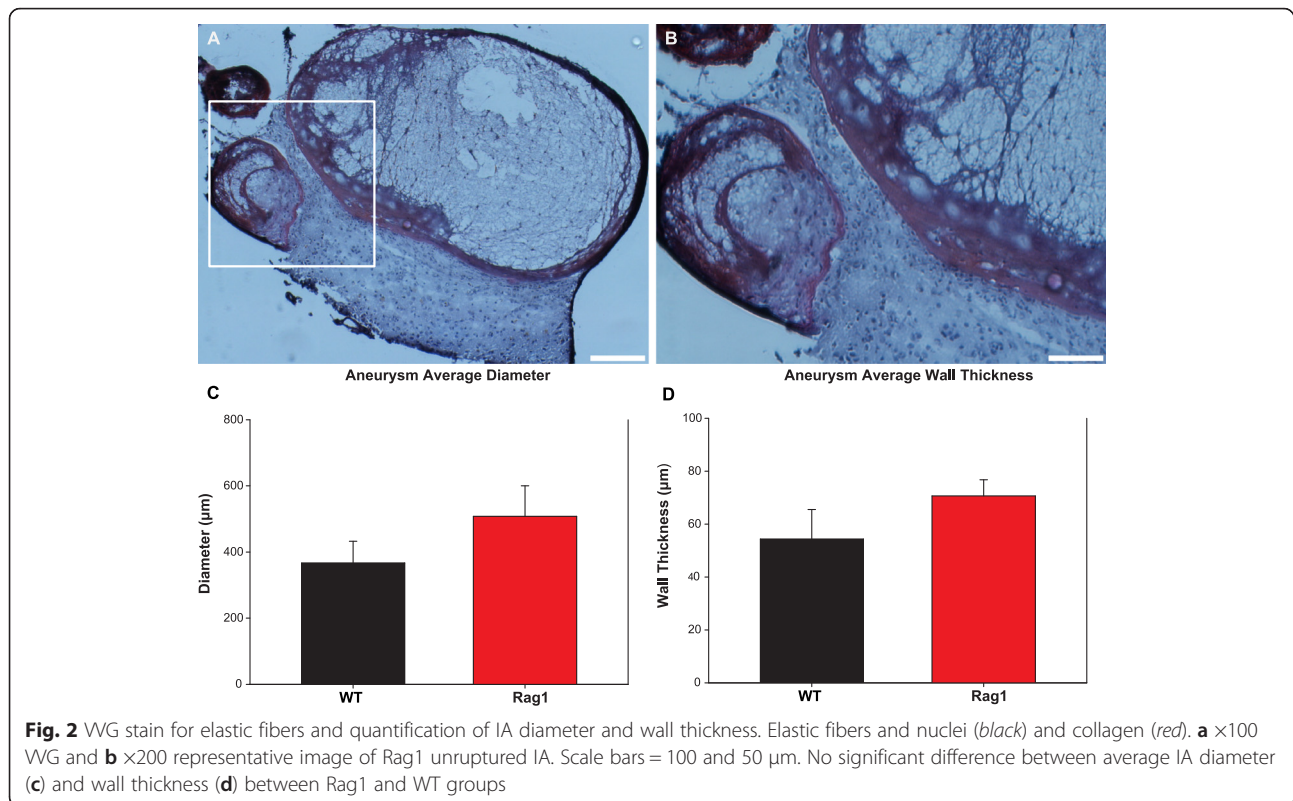 A
B
Aneurysm Average Diameter
Aneurysm Average Wall Thickness
C
D
800
600
400
200
0
Diameter (µm)
WT
Rag1
100
80
60
40
20
0
Wall Thickness (µm)
WT
Rag1
Fig. 2 VVG stain for elastic fibers and quantification of IA diameter and wall thickness. Elastic fibers and nuclei (black) and collagen (red). a ×100
VVG and b ×200 representative image of Rag1 unruptured IA. Scale bars = 100 and 50 µm. No significant difference between average IA diameter
(c) and wall thickness (d) between Rag1 and WT groups